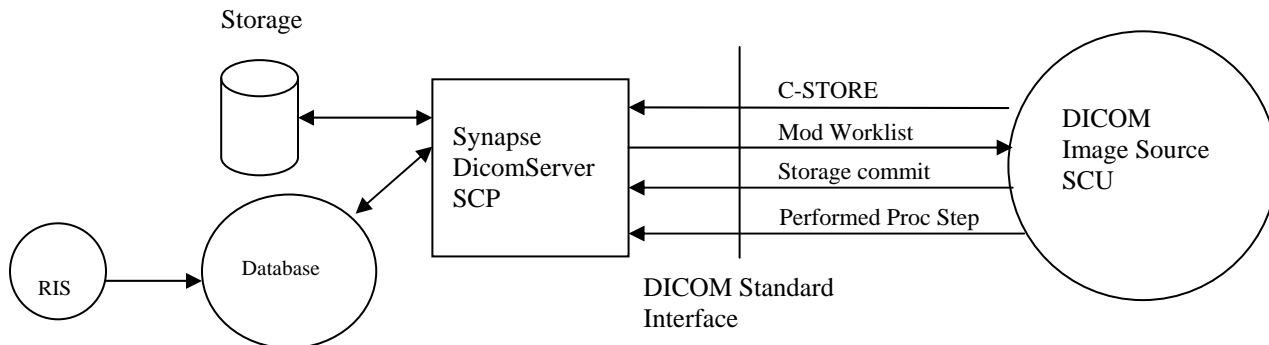 Storage
Synapse
DicomServer
SCP
C-STORE
Mod Worklist
Storage commit
Performed Proc Step
DICOM
Image Source
SCU
RIS
Database
DICOM Standard
Interface